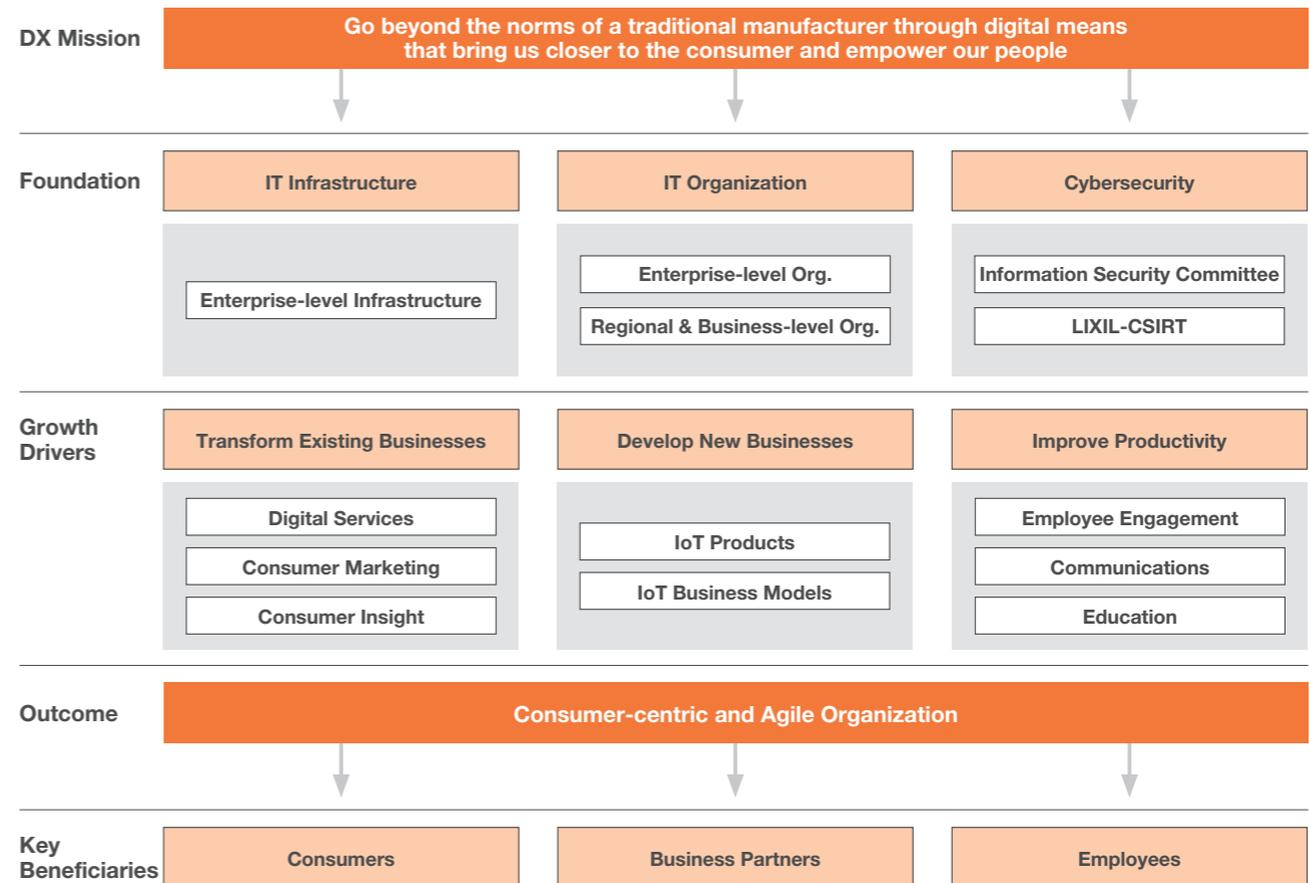 DX Mission
Go beyond the norms of a traditional manufacturer through digital means
that bring us closer to the consumer and empower our people
Foundation
IT Infrastructure
IT Organization
Cybersecurity
Enterprise-level Infrastructure
Enterprise-level Org.
Regional & Business-level Org.
Information Security Committee
LIXIL-CSIRT
Growth
Drivers
Transform Existing Businesses
Develop New Businesses
Improve Productivity
Digital Services
Consumer Marketing
Consumer Insight
IoT Products
IoT Business Models
Employee Engagement
Communications
Education
Outcome
Consumer-centric and Agile Organization
Key
Beneficiaries
Consumers
Business Partners
Employees